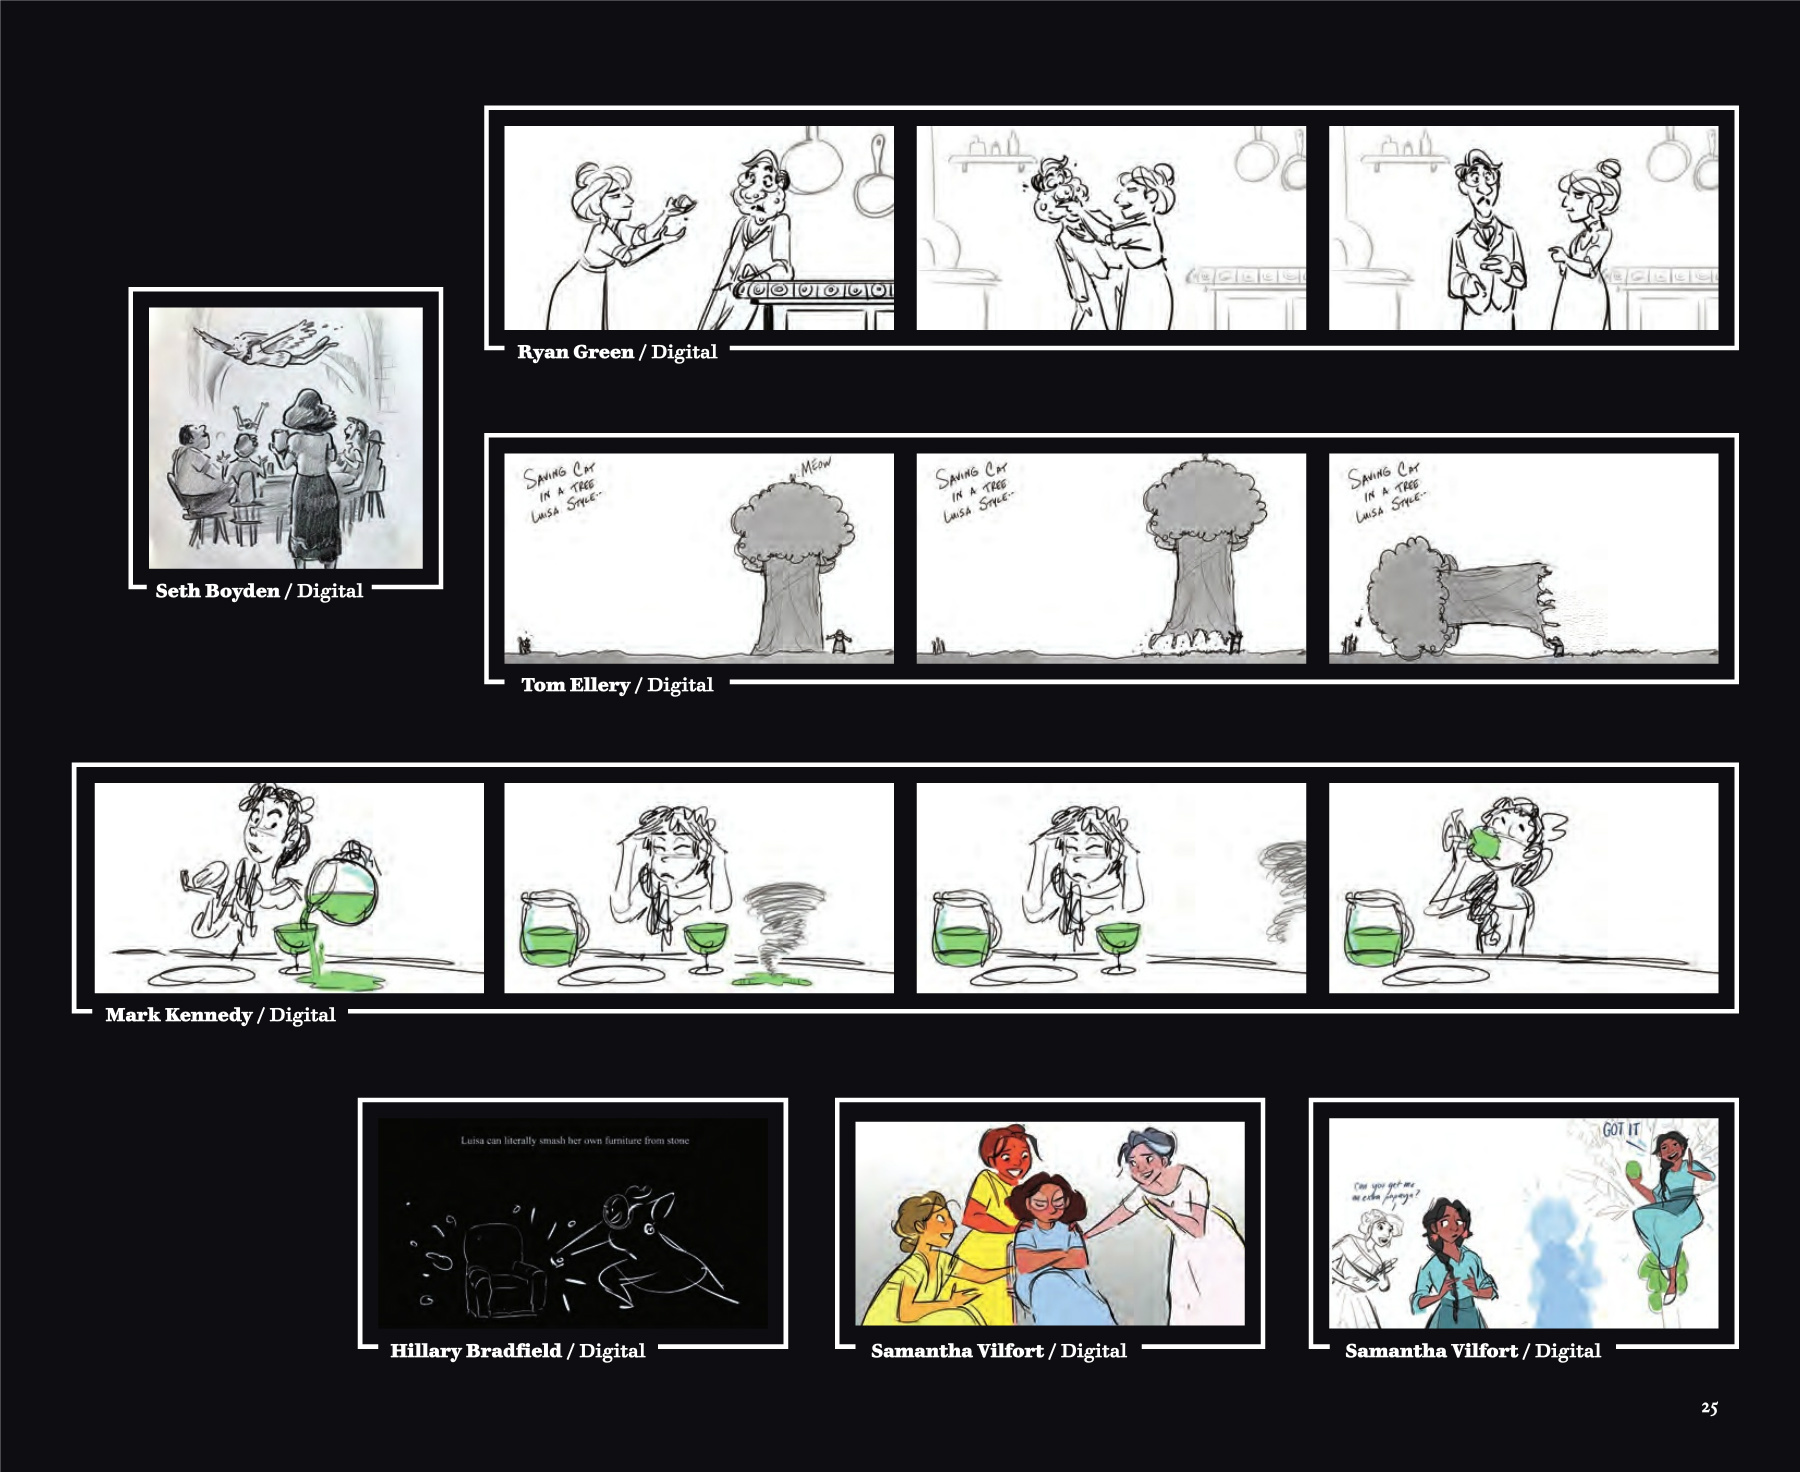 Ryan Green / Digital
Seth Boyden / Digital
SAVING CAT
IN A TREE
LUISA STYLE..
MEOW
SAVING CAT
IN A TREE
LUISA STYLE..
SAVING CAT
IN A TREE
LUISA STYLE..
Tom Ellery / Digital
Mark Kennedy / Digital
Luisa can literally smash her own furniture from stone
Hillary Bradfield / Digital
Samantha Vilfort / Digital
GOT IT
Can you get me
an extra papaya?
Samantha Vilfort / Digital
25